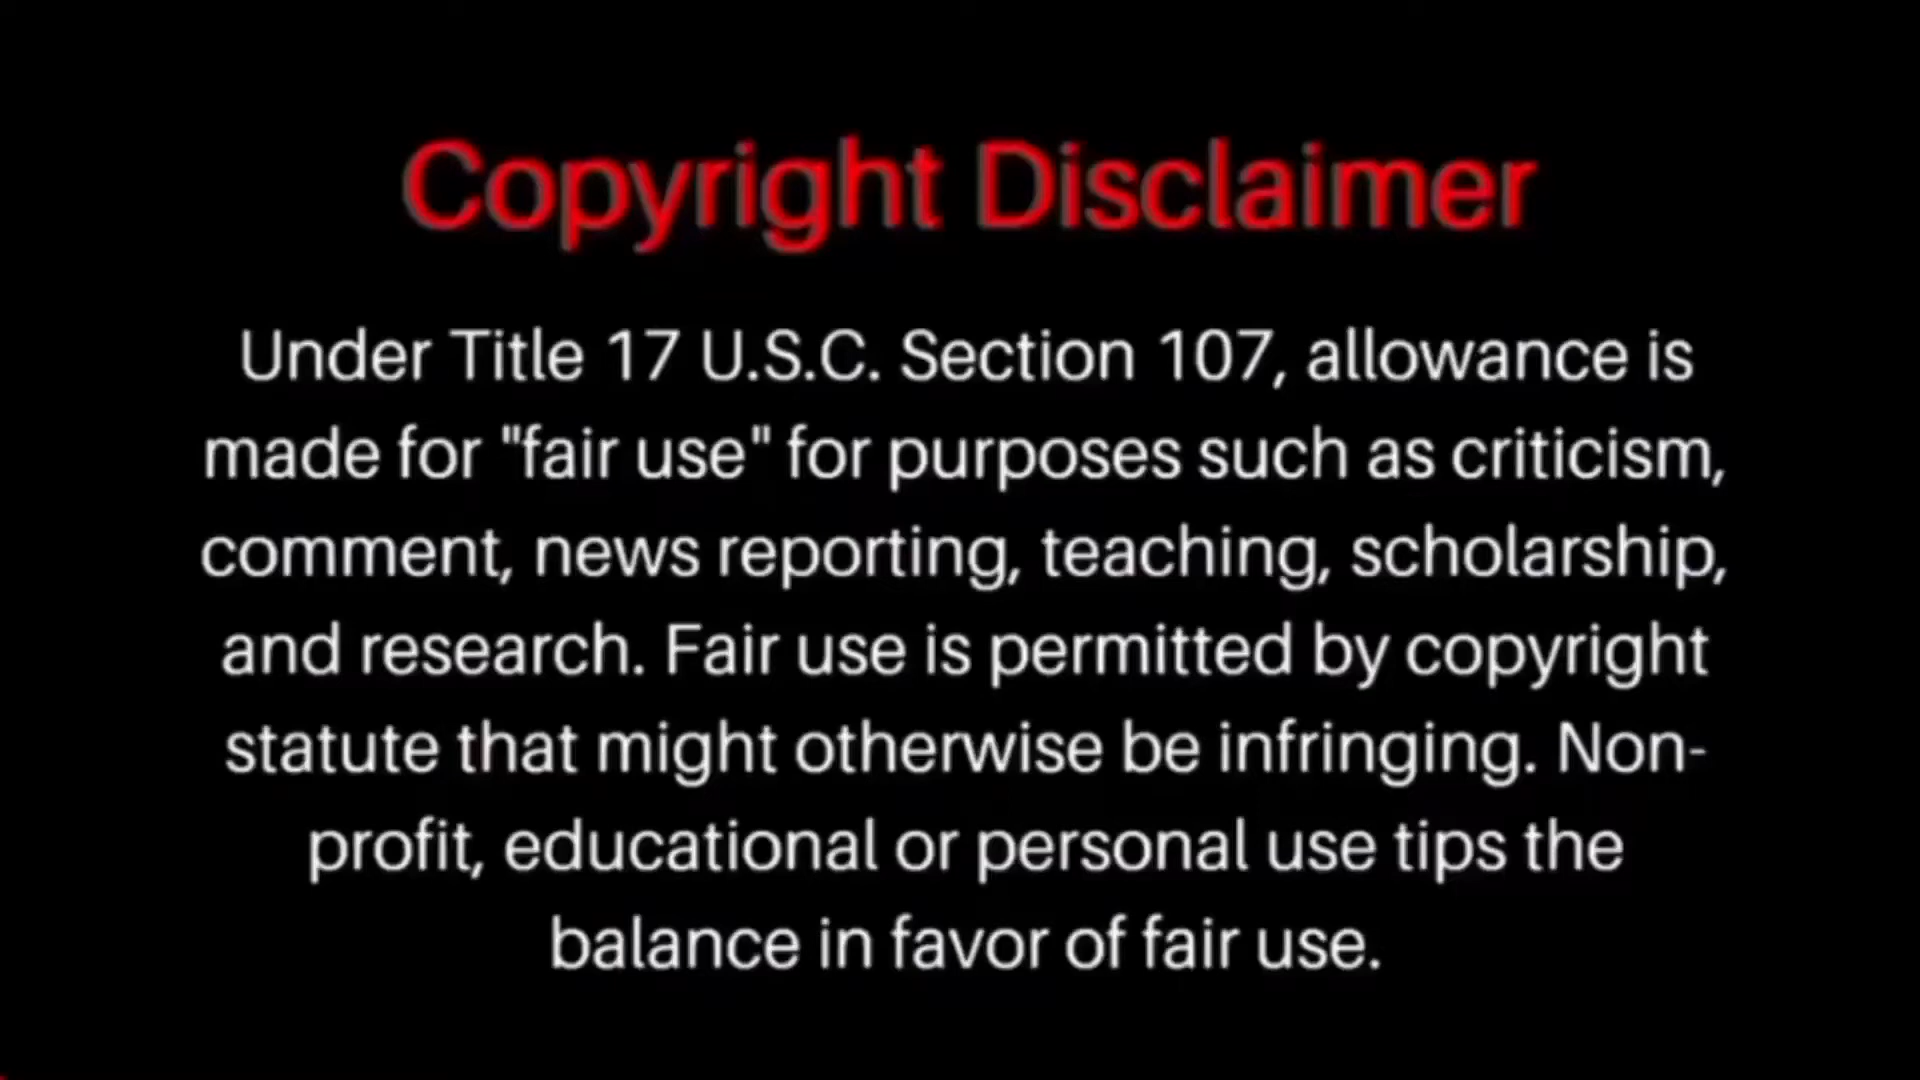 Copyright Disclaimer
Under Title 17 U.S.C. Section 107, allowance is
made for "fair use" for purposes such as criticism,
comment, news reporting, teaching, scholarship,
and research. Fair use is permitted by copyright
statute that might otherwise be infringing. Non-
profit, educational or personal use tips the
balance in favor of fair use.